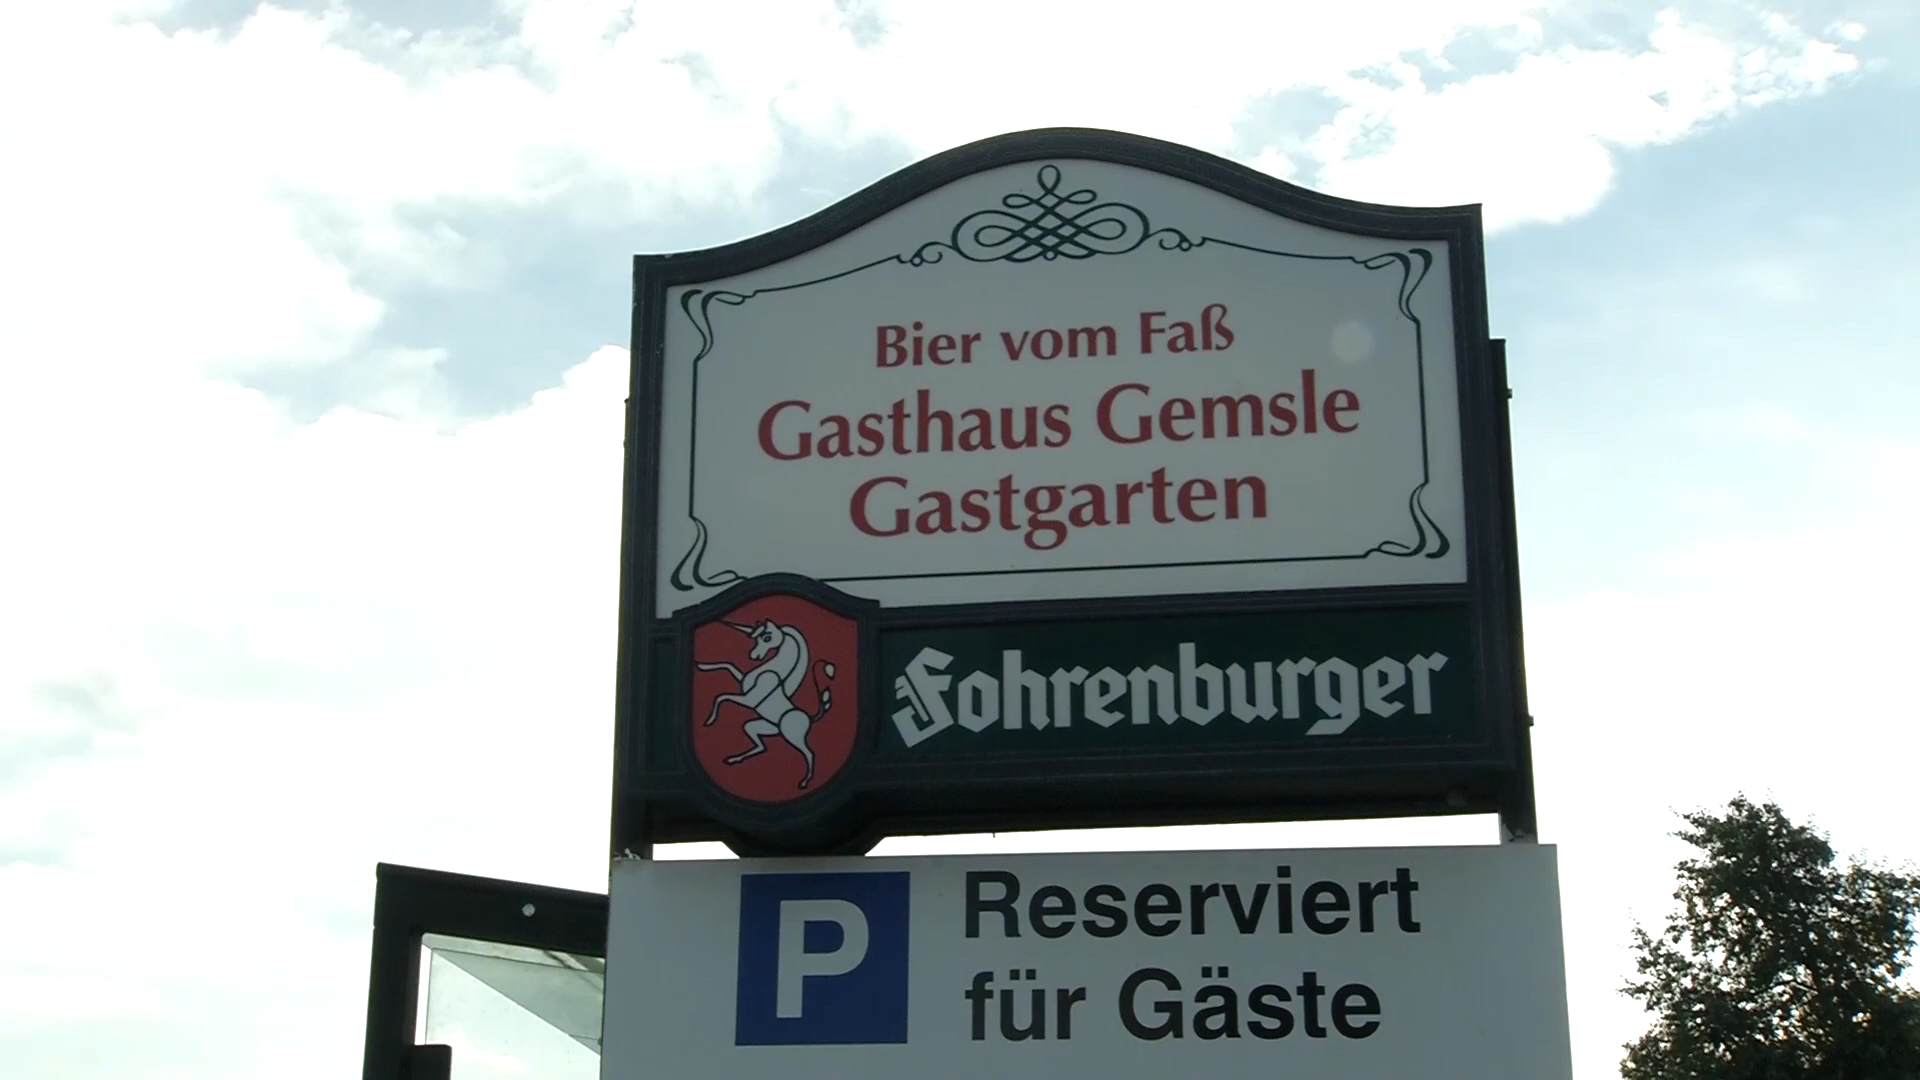 Bier vom Faß
Gasthaus Gemsle
Gastgarten
Fohrenburger
P
Reserviert
für Gäste